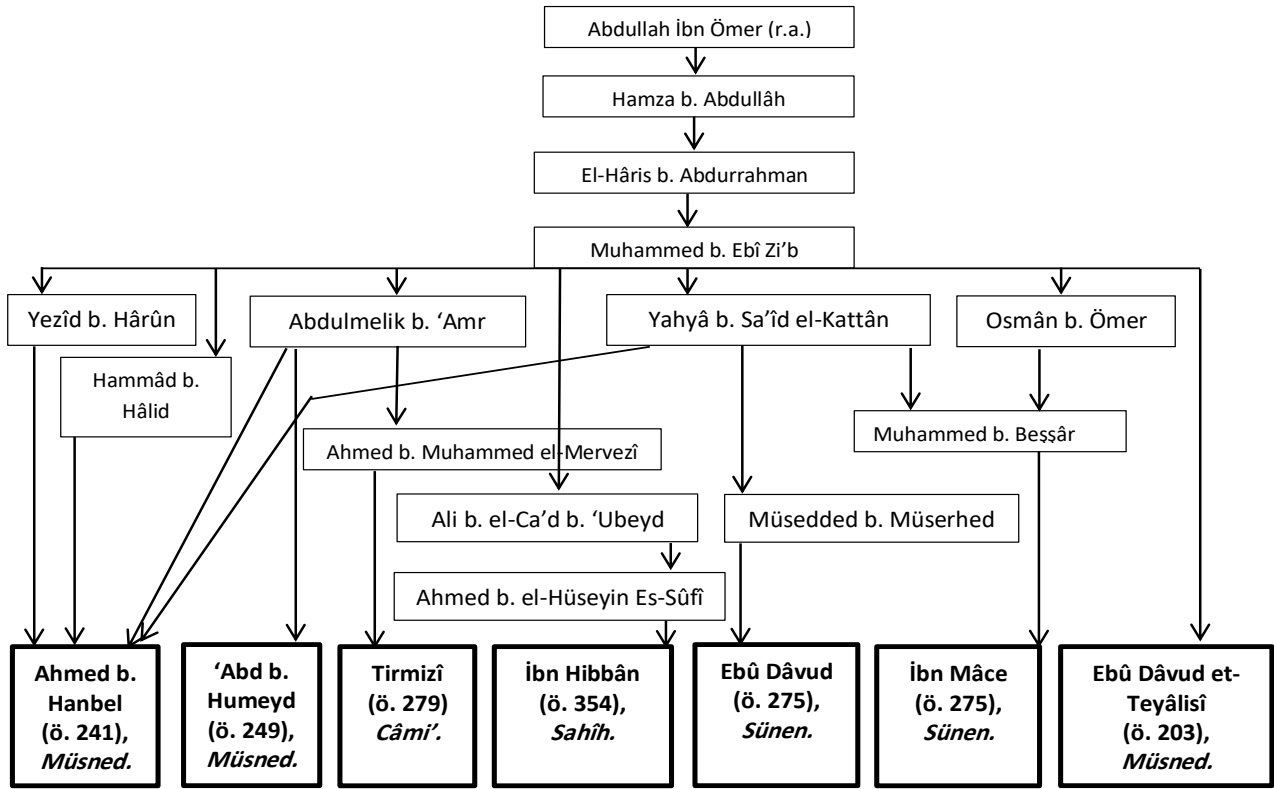 Abdullah İbn Ömer (r.a.)
Hamza b. Abdullâh
El-Hâris b. Abdurrahman
Muhammed b. Ebî Zi’b
Yezîd b. Hârûn
Abdulmelik b. ‘Amr
Yahyâ b. Sa’îd el-Kattân
Osmân b. Ömer
Hammâd b.
Hâlid
Muhammed b. Beşşâr
Ahmed b. Muhammed el-Mervezî
Ali b. el-Ca’d b. ‘Ubeyd
Müsedded b. Müserhed
Ahmed b. el-Hüseyin Es-Sûfî
Ahmed b.
Hanbel
(ö. 241),
Müsned.
‘Abd b.
Humeyd
(ö. 249),
Müsned.
Tirmizî
(ö. 279)
Câmi’.
İbn Hibbân
(ö. 354),
Sahîh.
Ebû Dâvud
(ö. 275),
Sünen.
İbn Mâce
(ö. 275),
Sünen.
Ebû Dâvud et-
Teyâlisî
(ö. 203),
Müsned.